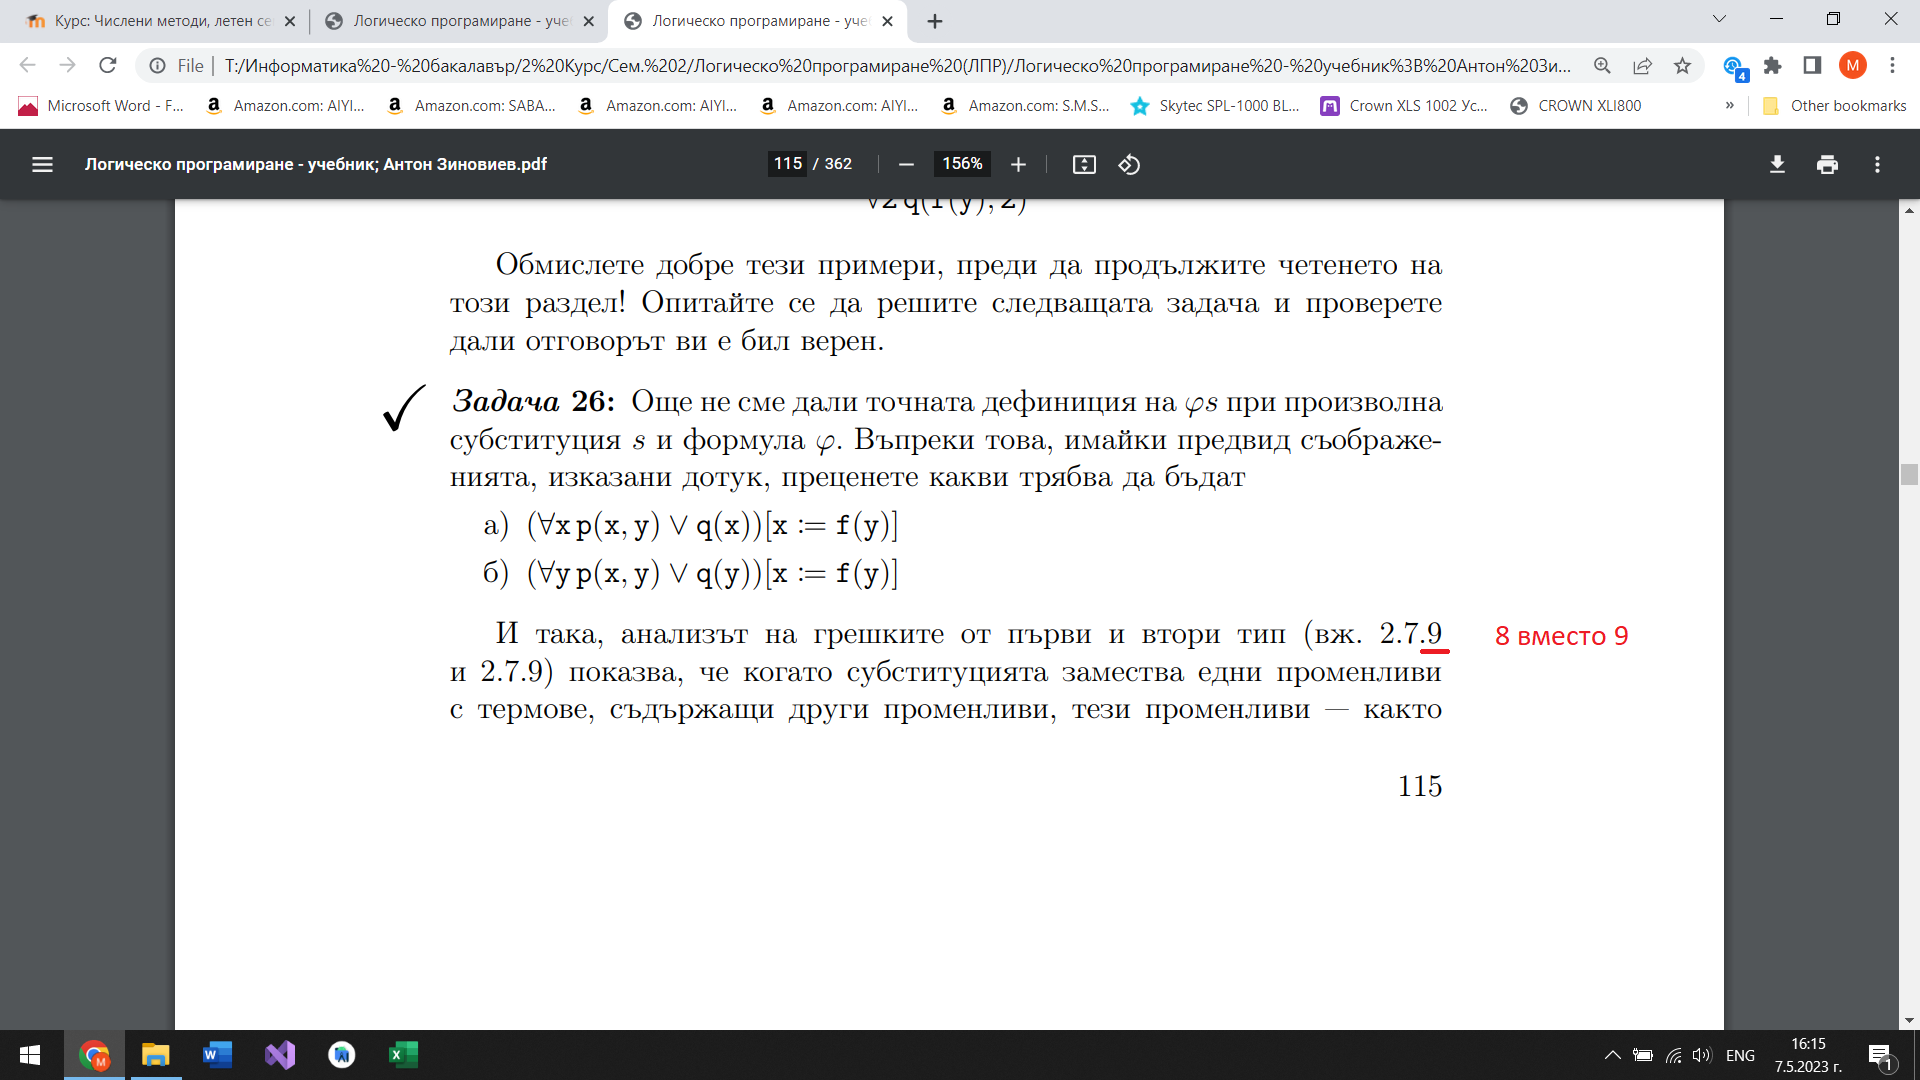 Курс: Числени методи, летен се
Логическо програмиране - уче
Логическо програмиране - уче
File
T:/Информатика%20-%20бакалавър/2%20Курс/Сем.%202/Логическо%20програмиране%20(ЛПР)/Логическо%20програмиране%20-%20учебник%3B%20Антон%20Зи...
4
M
Microsoft Word - F...
Amazon.com: AIYI...
Amazon.com: SABA...
Amazon.com: AIYI...
Amazon.com: AIYI...
Amazon.com: S.M.S...
Skytec SPL-1000 BL...
Crown XLS 1002 Ус...
CROWN XLI800
»
Other bookmarks
Логическо програмиране - учебник; Антон Зиновиев.pdf
115 / 362
156%
∀z q(f(y), z)
Обмислете добре тези примери, преди да продължите четенето на
този раздел! Опитайте се да решите следващата задача и проверете
дали отговорът ви е бил верен.
Задача 26: Още не сме дали точната дефиниция на φs при произволна
субституция s и формула φ. Въпреки това, имайки предвид съображе-
нията, изказани дотук, преценете какви трябва да бъдат
а) (∀x p(x, y) ∨ q(x))[x := f(y)]
б) (∀y p(x, y) ∨ q(y))[x := f(y)]
И така, анализът на грешките от първи и втори тип (вж. 2.7.9
8 вместо 9
и 2.7.9) показва, че когато субституцията замества едни променливи
с термове, съдържащи други променливи, тези променливи — както
115
M
ENG
16:15
7.5.2023 г.
1